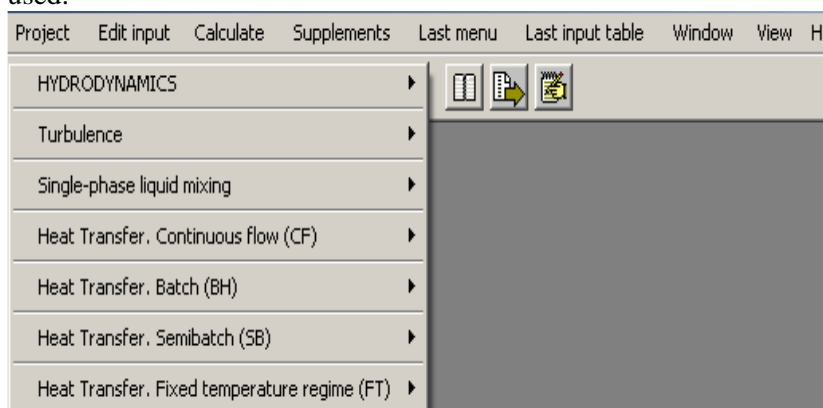 used.
Project Edit input Calculate Supplements Last menu Last input table Window View H
HYDRODYNAMICS
Turbulence
Single-phase liquid mixing
Heat Transfer. Continuous flow (CF)
Heat Transfer. Batch (BH)
Heat Transfer. Semibatch (SB)
Heat Transfer. Fixed temperature regime (FT)